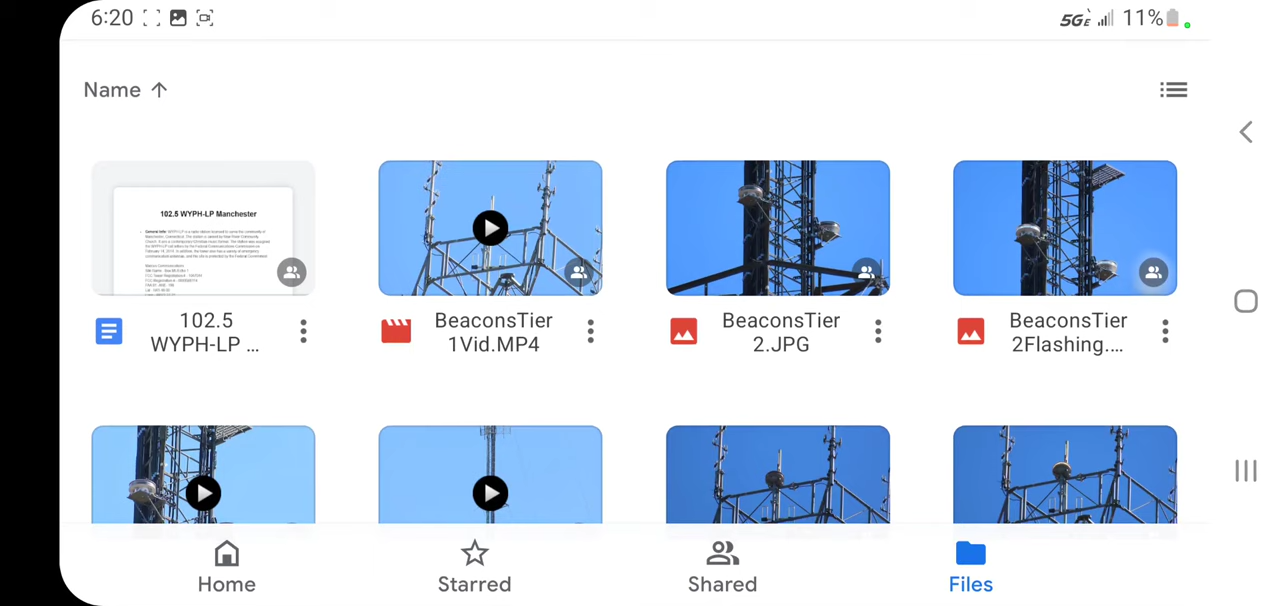 6:20
5GE
11%
Name
102.5 WYPH-LP Manchester
102.5
WYPH-LP ...
BeaconsTier
1Vid.MP4
BeaconsTier
2.JPG
BeaconsTier
2Flashing....
Home
Starred
Shared
Files